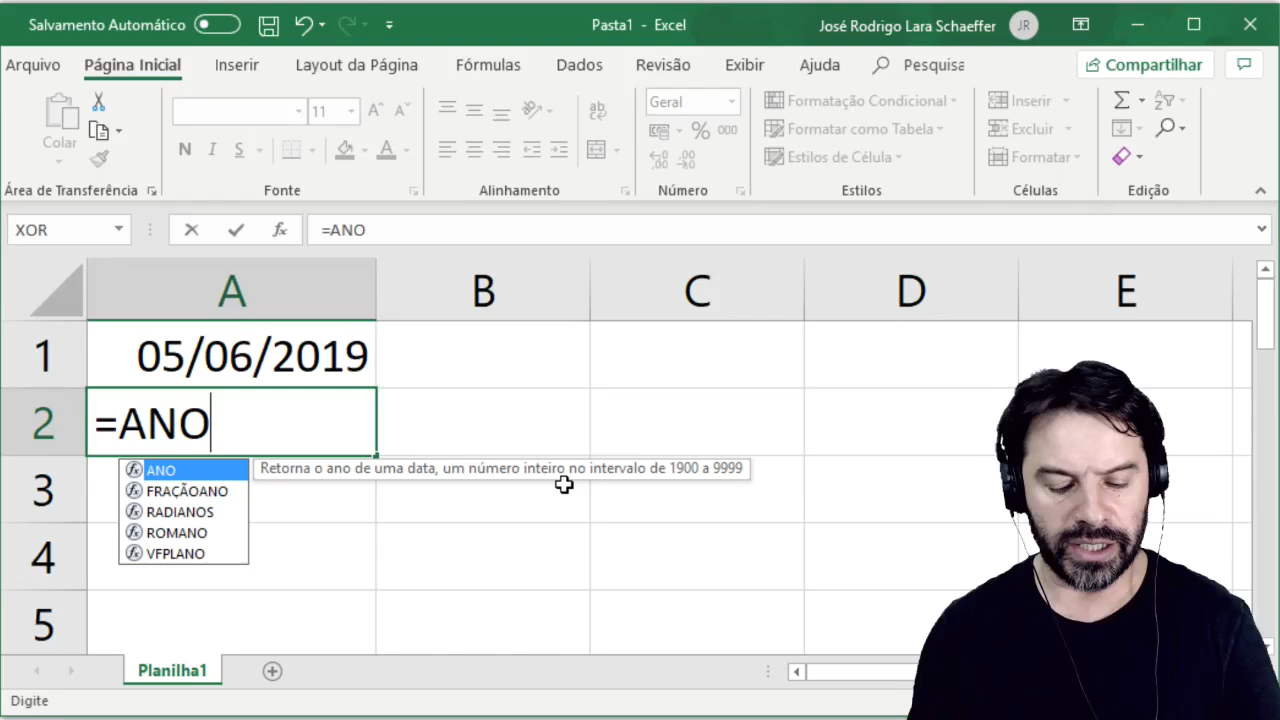 Salvamento Automático
Pasta1 - Excel
José Rodrigo Lara Schaeffer JR
Arquivo Página Inicial Inserir Layout da Página Fórmulas Dados Revisão Exibir Ajuda Pesquisa Compartilhar
Colar
Área de Transferência
11
N I S A
Fonte
ab
Alinhamento
Geral
% 000
Número
Formatação Condicional
Formatar como Tabela
Estilos de Célula
Estilos
Inserir
Excluir
Formatar
Células
Σ
Edição
XOR fx =ANO
A B C D E
1 05/06/2019
2 =ANO
ANO Retorna o ano de uma data, um número inteiro no intervalo de 1900 a 9999
FRAÇÃOANO
RADIANOS
ROMANO
VFPLANO
3
4
5
Planilha1
Digite